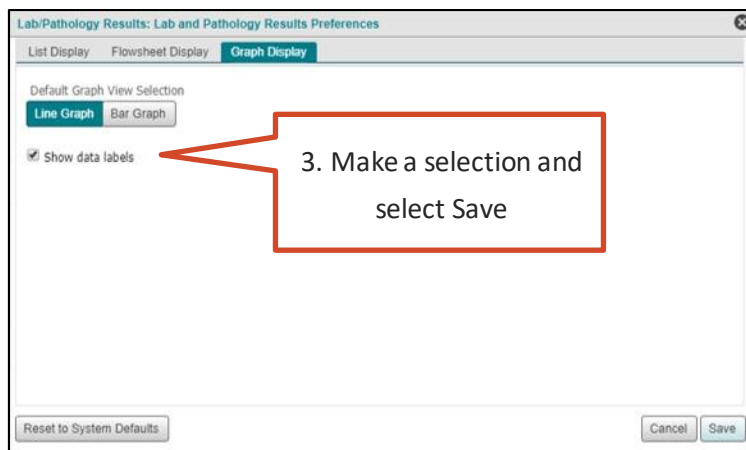 Lab/Pathology Results: Lab and Pathology Results Preferences
List Display Flowsheet Display Graph Display
Default Graph View Selection
Line Graph Bar Graph
Show data labels
3. Make a selection and
select Save
Reset to System Defaults Cancel Save